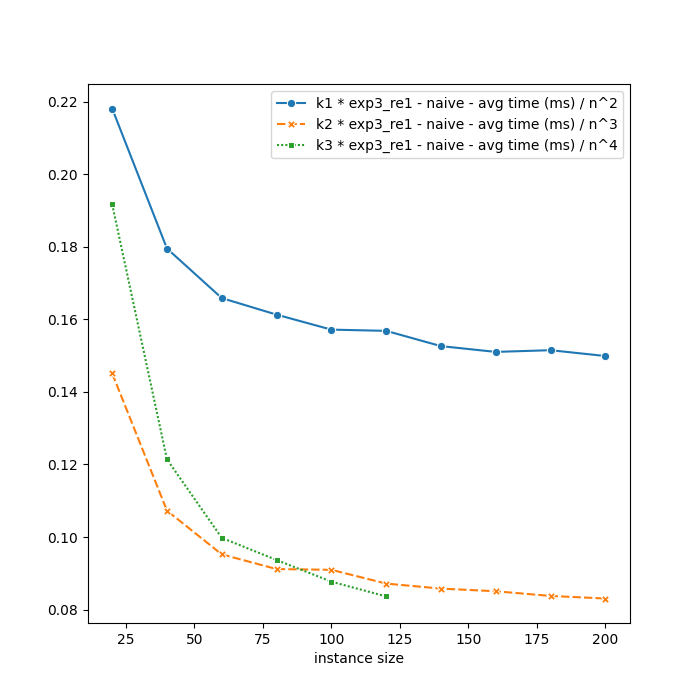 k1 * exp3_re1 - naive - avg time (ms) / n^2
k2 * exp3_re1 - naive - avg time (ms) / n^3
k3 * exp3_re1 - naive - avg time (ms) / n^4
0.22
0.20
0.18
0.16
0.14
0.12
0.10
0.08
25 50 75 100 125 150 175 200
instance size